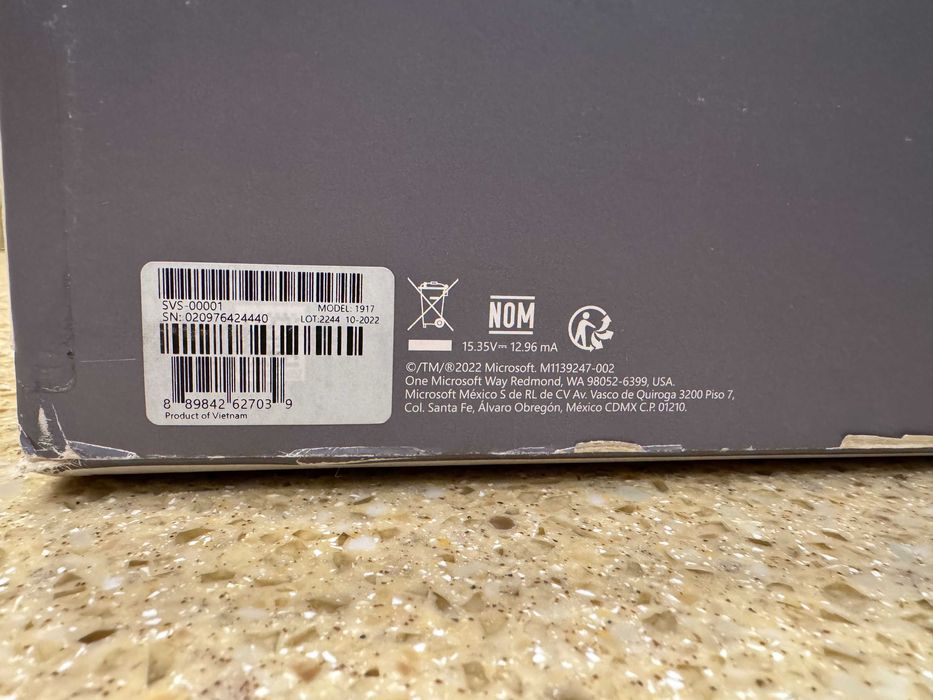 SVS-00001
MODEL: 1917
SN: 020976424440
LOT:2244 10-2022
8 89842 62703 9
Product of Vietnam
NOM
15.35V⎓ 12.96 mA
©/TM/®2022 Microsoft. M1139247-002
One Microsoft Way Redmond, WA 98052-6399, USA.
Microsoft México S de RL de CV Av. Vasco de Quiroga 3200 Piso 7,
Col. Santa Fe, Álvaro Obregón, México CDMX C.P. 01210.